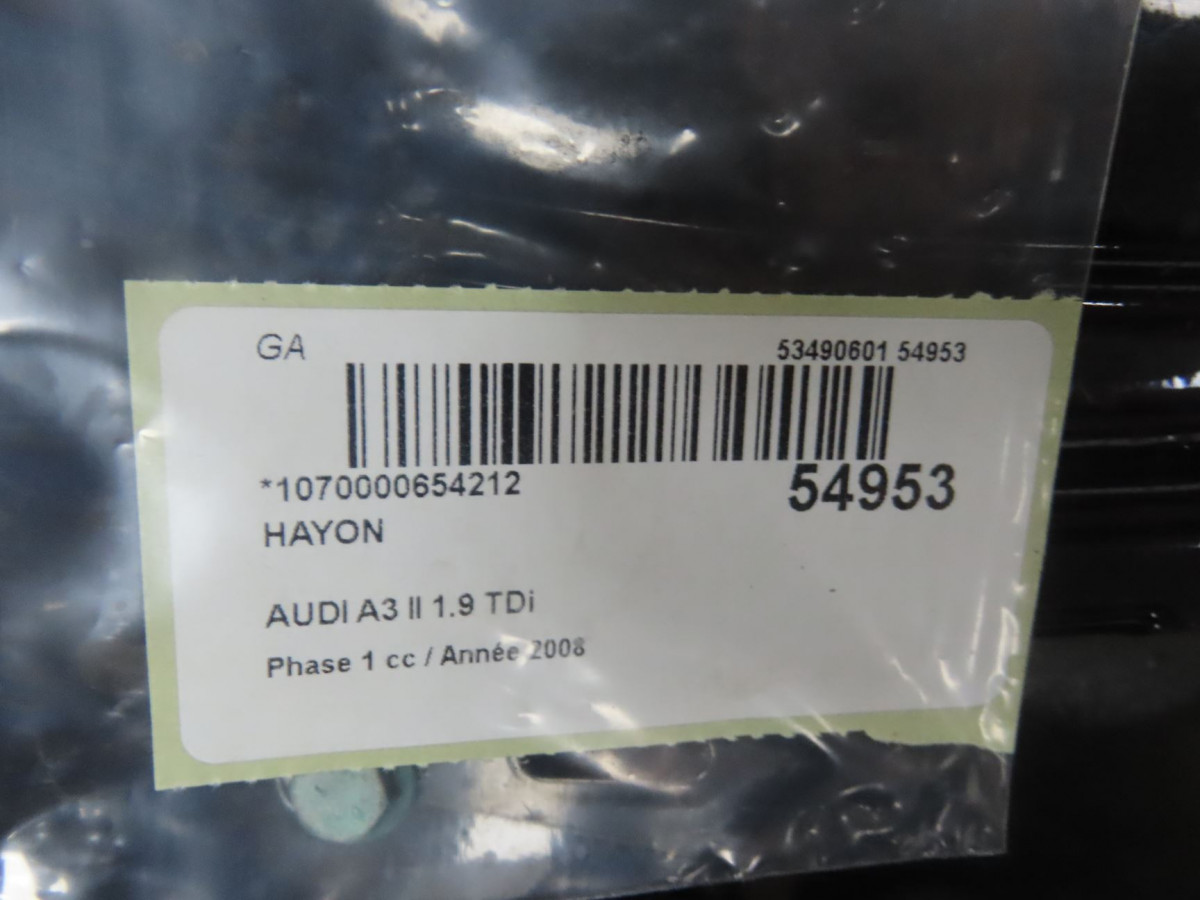 GA
53490601 54953
*1070000654212
54953
HAYON
AUDI A3 II 1.9 TDi
Phase 1 cc / Année 2008